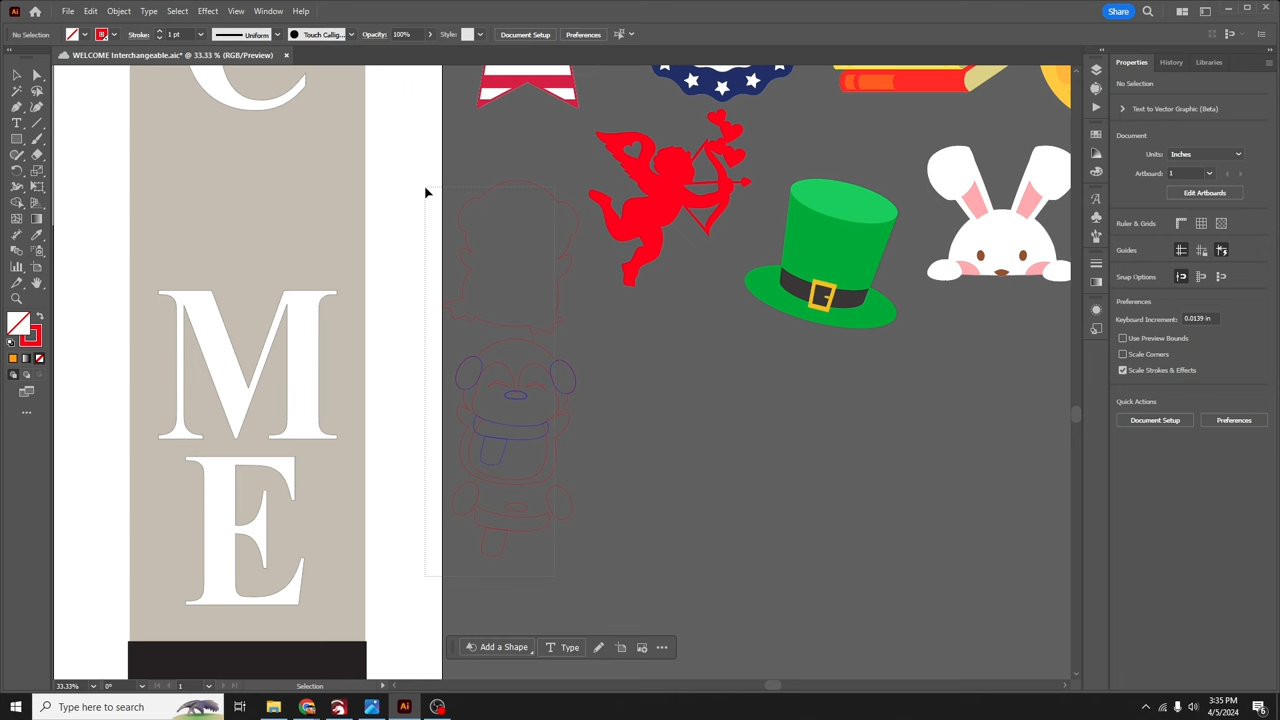 Ai File Edit Object Type Select Effect View Window Help Share
No Selection Stroke: 1 pt Uniform Touch Callig... Opacity: 100% Style: Document Setup Preferences
WELCOME Interchangeable.aic* @ 33.33 % (RGB/Preview) ×
Properties History Libraries
No Selection
Text to Vector Graphic (Beta)
Document
Units: Inches
Artboard: 1
Edit Artboards
Ruler & Grids
Guides
Snap Options
Preferences
Keyboard Increment: 0.0139 in
Use Preview Bounds
Scale Corners
Scale Strokes & Effects
Quick Actions
Document Setup Preferences
C
M
E
Add a Shape T Type
33.33% 0° 1 Selection
Type here to search
Ai
3:35 PM
4/5/2024